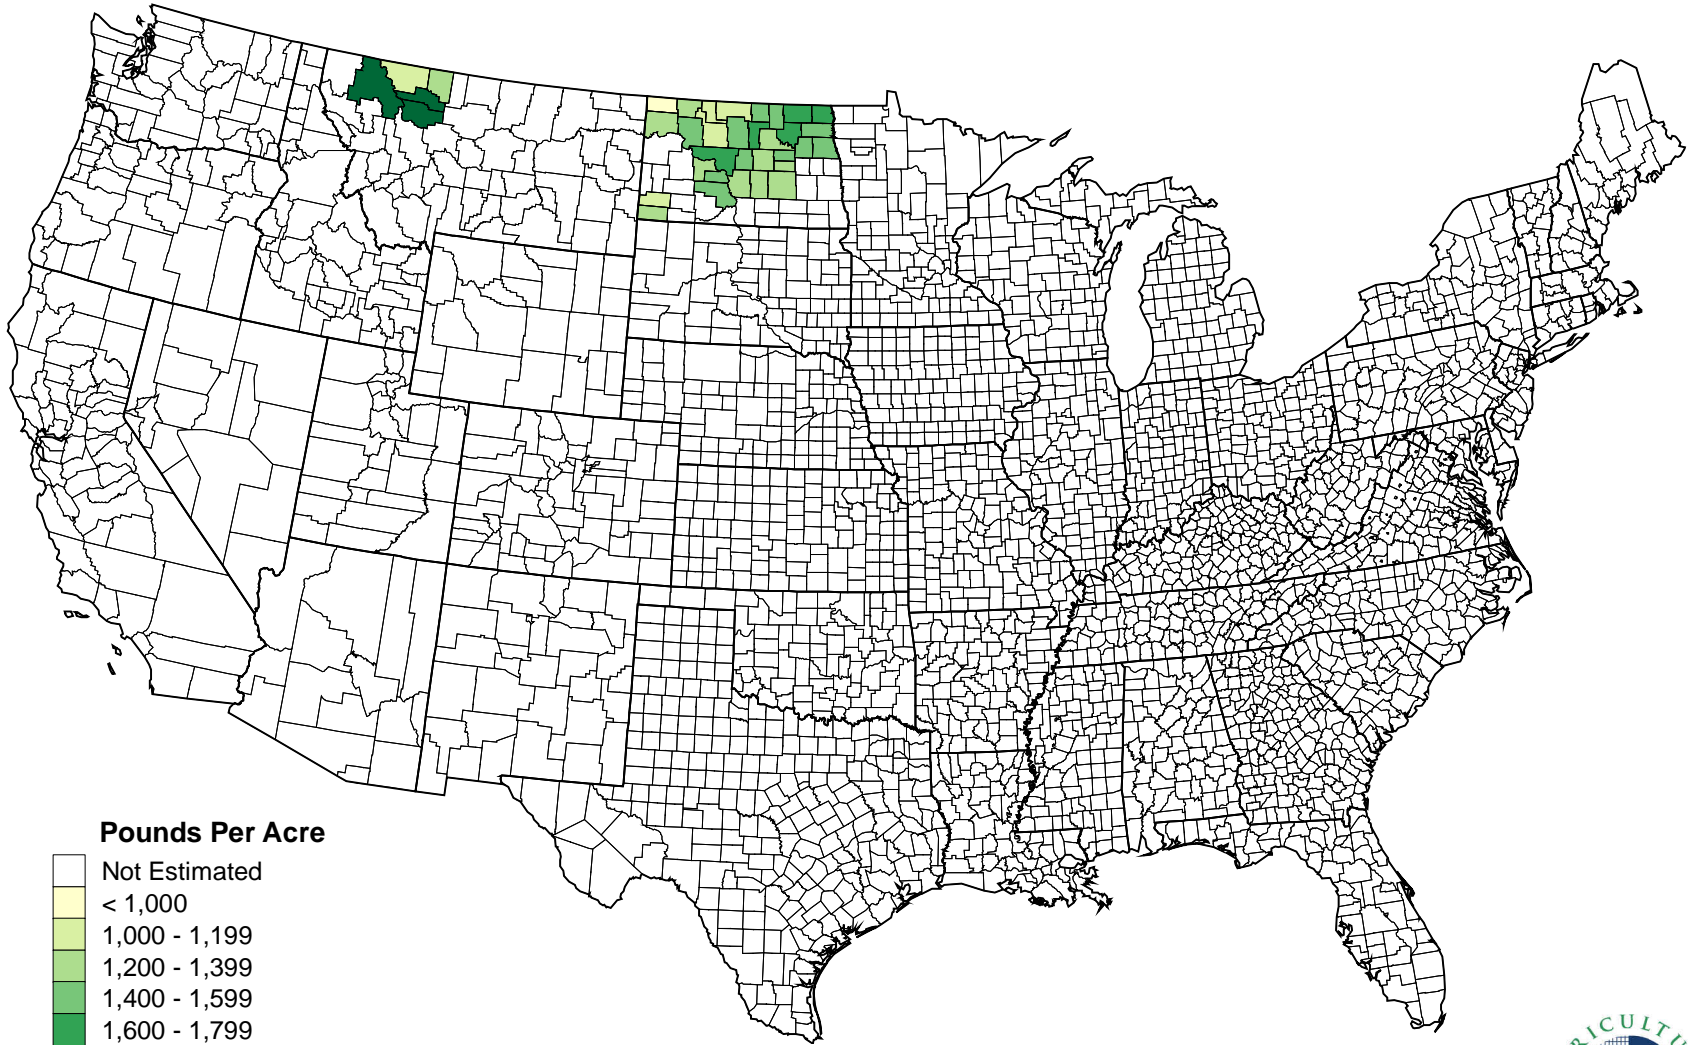 Pounds Per Acre
Not Estimated
< 1,000
1,000 - 1,199
1,200 - 1,399
1,400 - 1,599
1,600 - 1,799
RICULTU